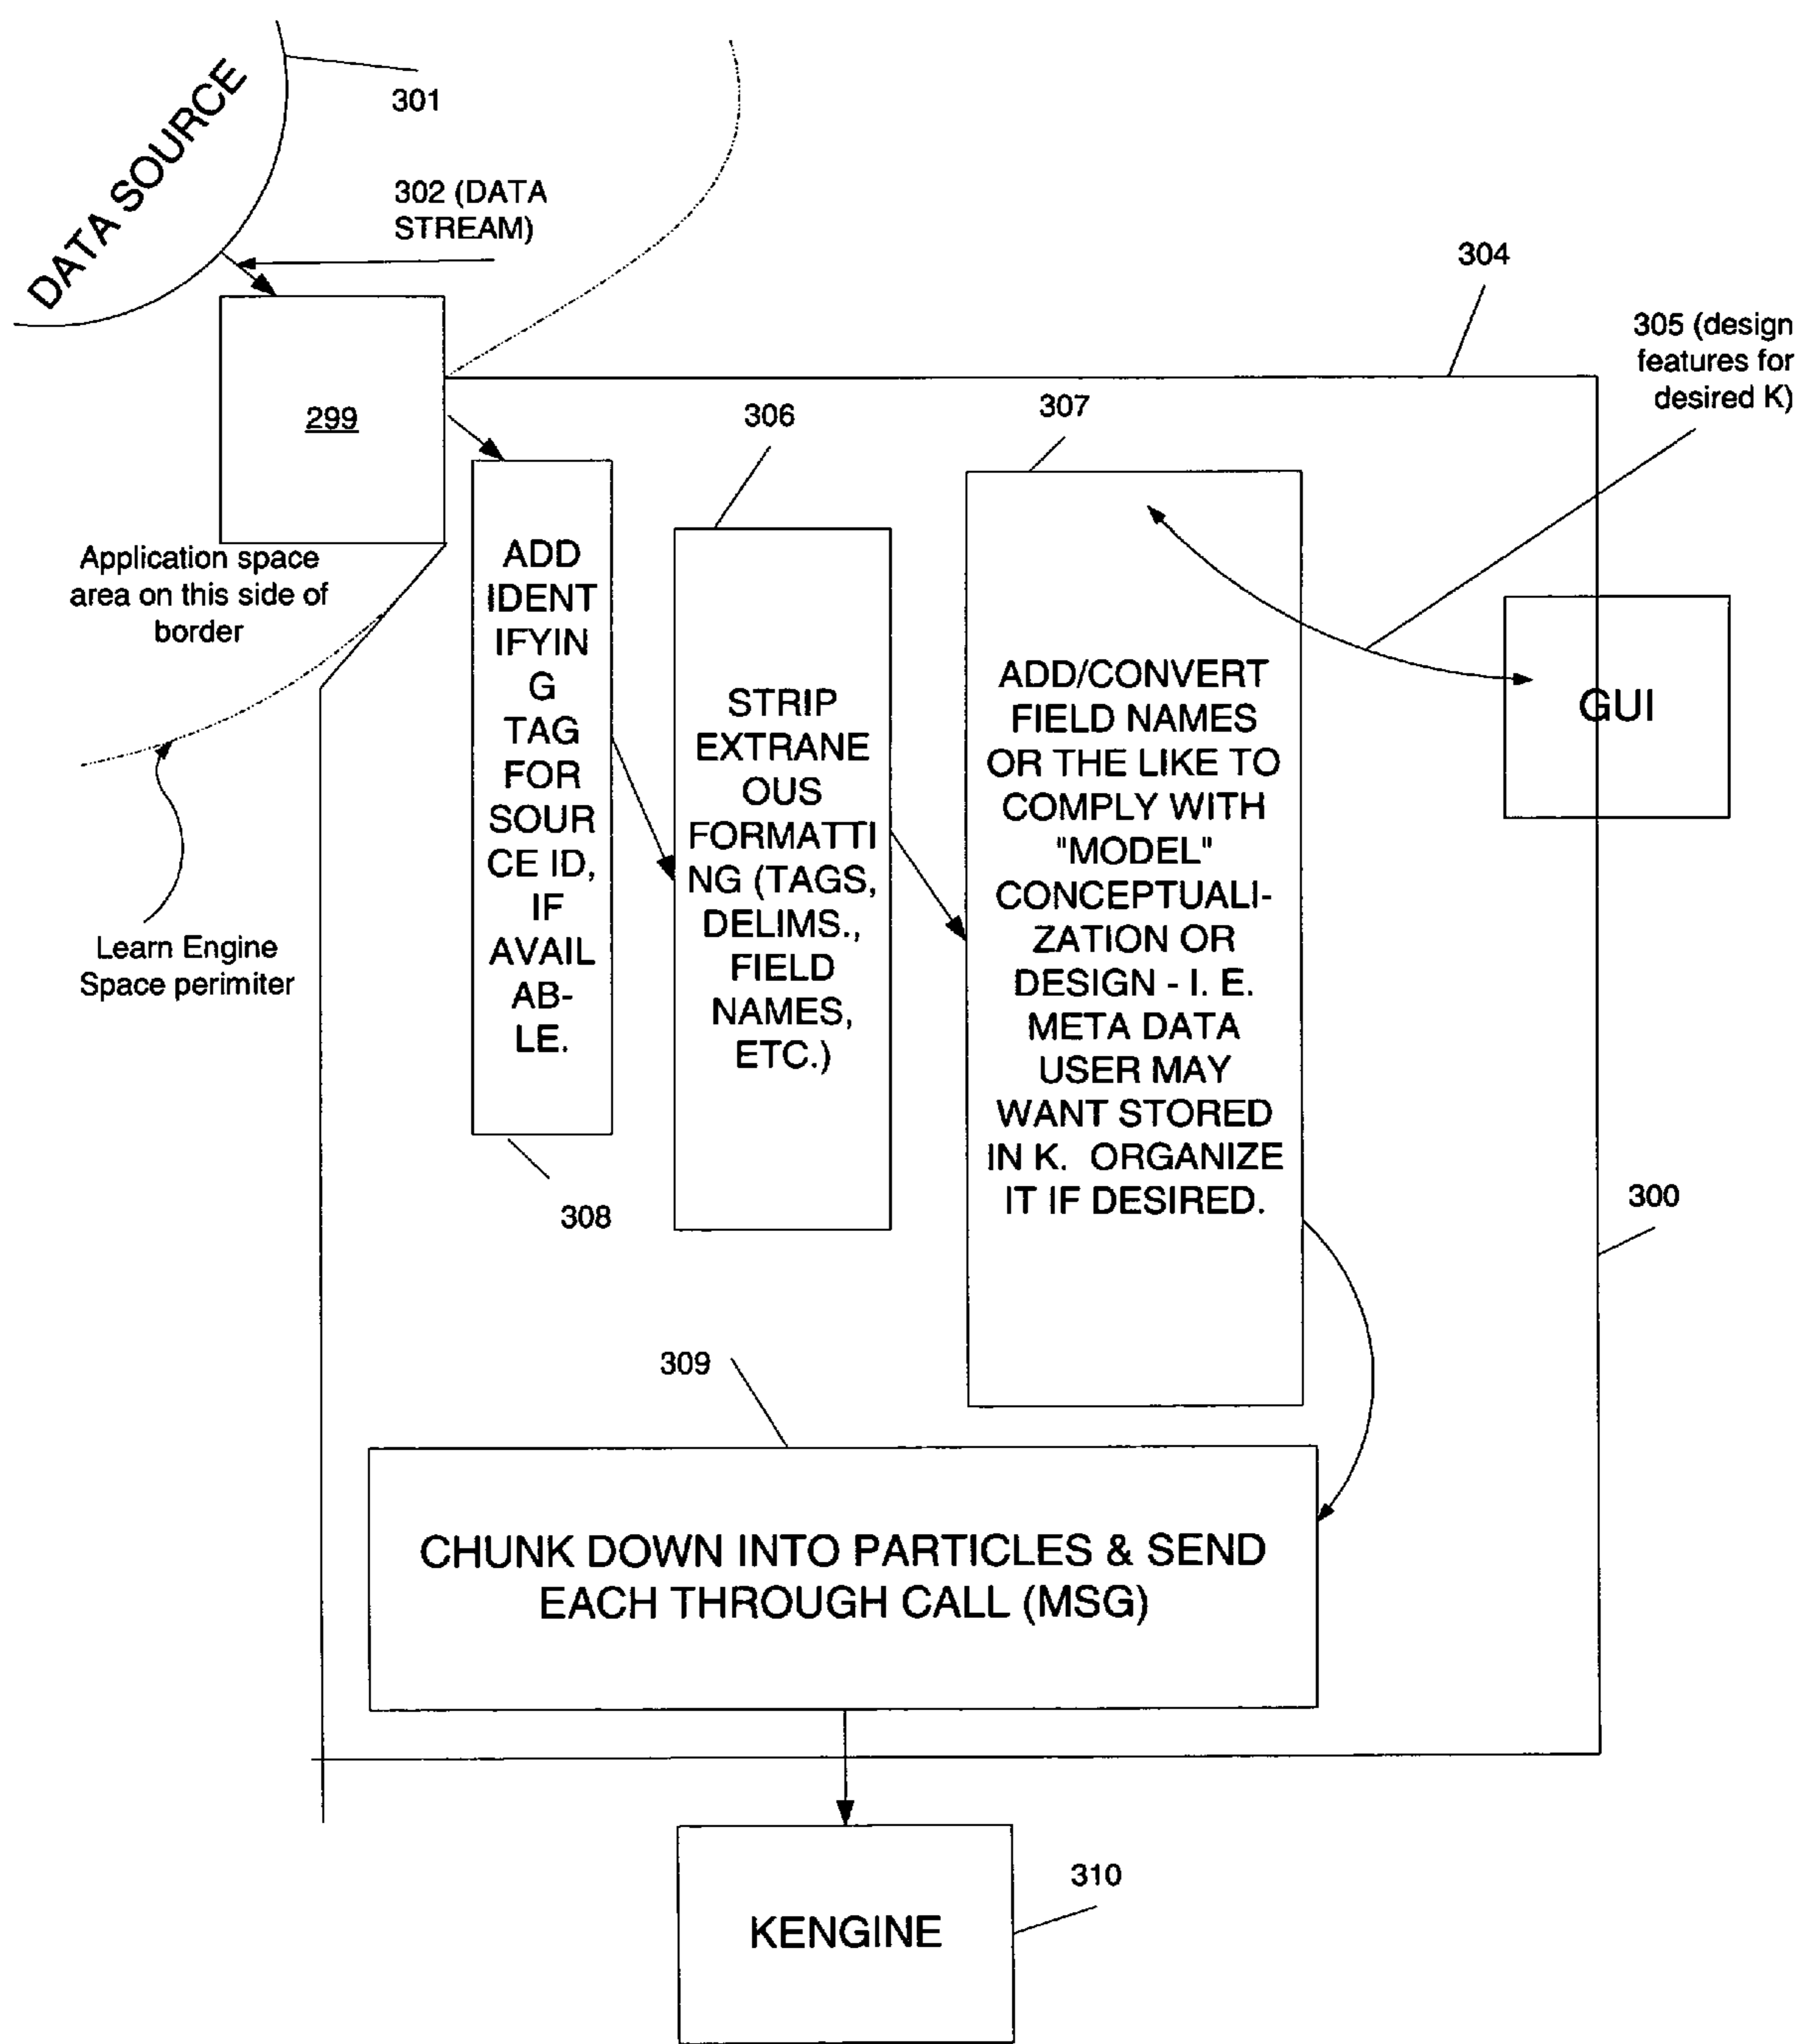 DATA SOURCE
301
302 (DATA
STREAM)
304
305 (design
features for
desired K)
299
306
307
Application space
area on this side of
border
ADD
IDENT
IFYIN
G
TAG
FOR
SOUR
CE ID,
IF
AVAIL
AB-
LE.
STRIP
EXTRANE
OUS
FORMATTI
NG (TAGS,
DELIMS.,
FIELD
NAMES,
ETC.)
ADD/CONVERT
FIELD NAMES
OR THE LIKE TO
COMPLY WITH
"MODEL"
CONCEPTUALI-
ZATION OR
DESIGN - I. E.
META DATA
USER MAY
WANT STORED
IN K.  ORGANIZE
IT IF DESIRED.
GUI
Learn Engine
Space perimiter
308
300
309
CHUNK DOWN INTO PARTICLES & SEND
EACH THROUGH CALL (MSG)
310
KENGINE